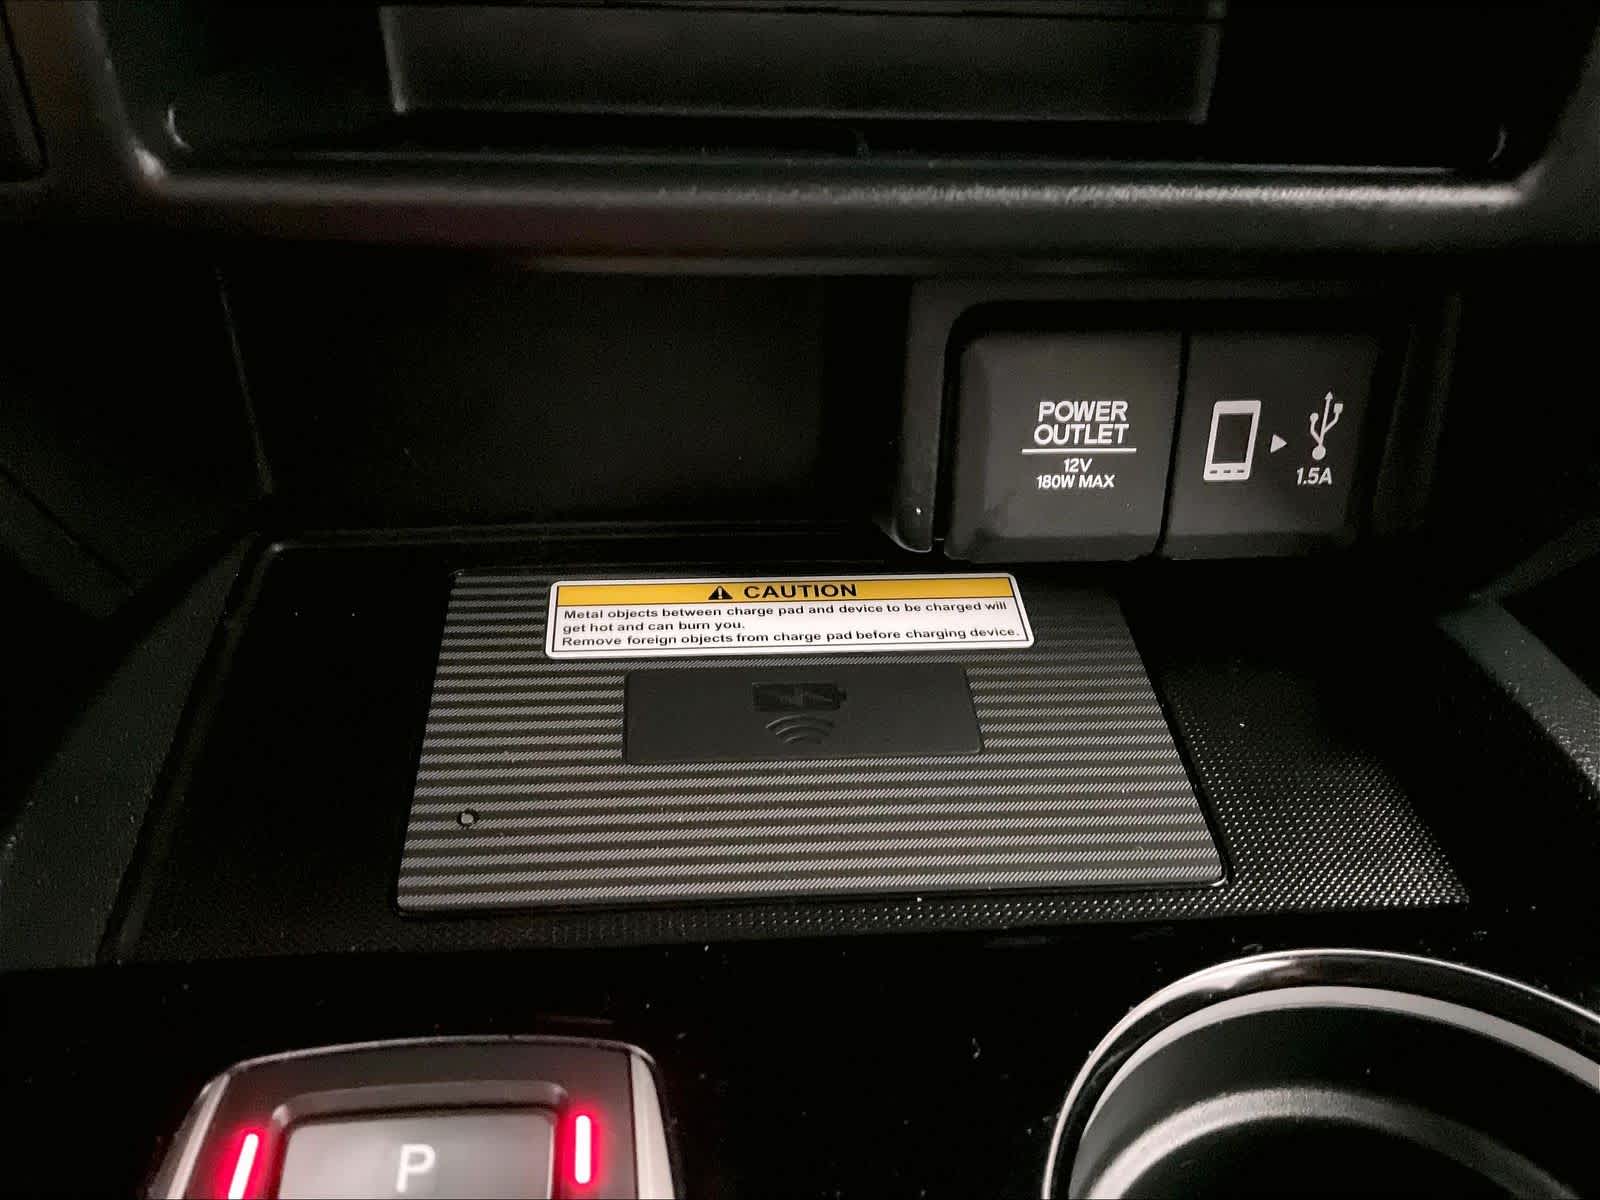 POWER
OUTLET
12V
180W MAX
1.5A
CAUTION
Metal objects between charge pad and device to be charged will
get hot and can burn you.
Remove foreign objects from charge pad before charging device.
P